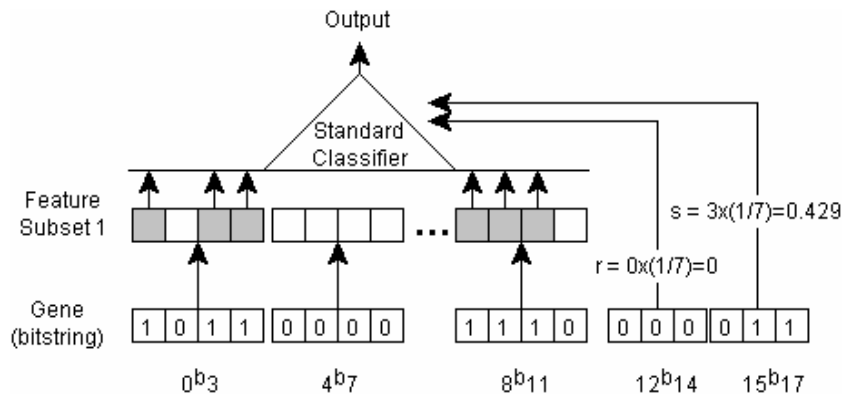 Output
Standard
Classifier
Feature
Subset 1
...
s = 3x(1/7)=0.429
r = 0x(1/7)=0
Gene
(bitstring)
1 0 1 1 0 0 0 0 1 1 1 0 0 0 0 0 1 1
0b3 4b7 8b11 12b14 15b17